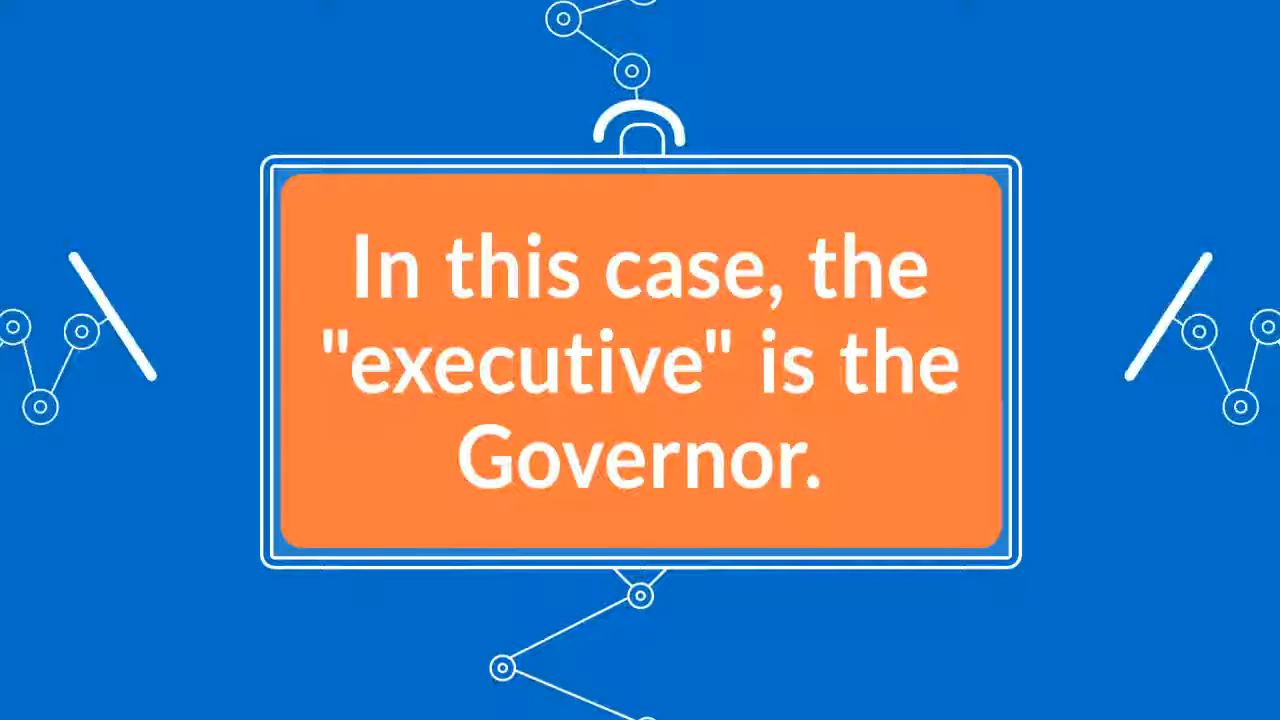 In this case, the
"executive" is the
Governor.